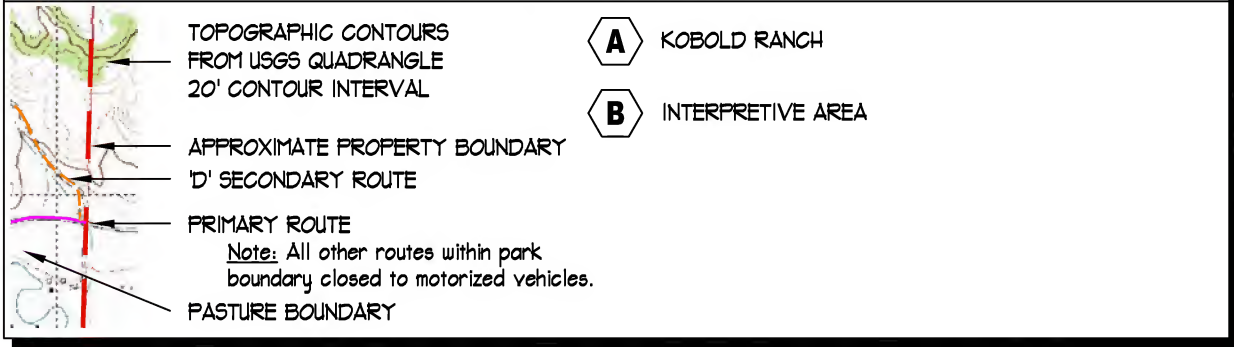 TOPOGRAPHIC CONTOURS
FROM USGS QUADRANGLE
20' CONTOUR INTERVAL
APPROXIMATE PROPERTY BOUNDARY
'D' SECONDARY ROUTE
PRIMARY ROUTE
Note: All other routes within park
boundary closed to motorized vehicles.
PASTURE BOUNDARY
A KOBOLD RANCH
B INTERPRETIVE AREA